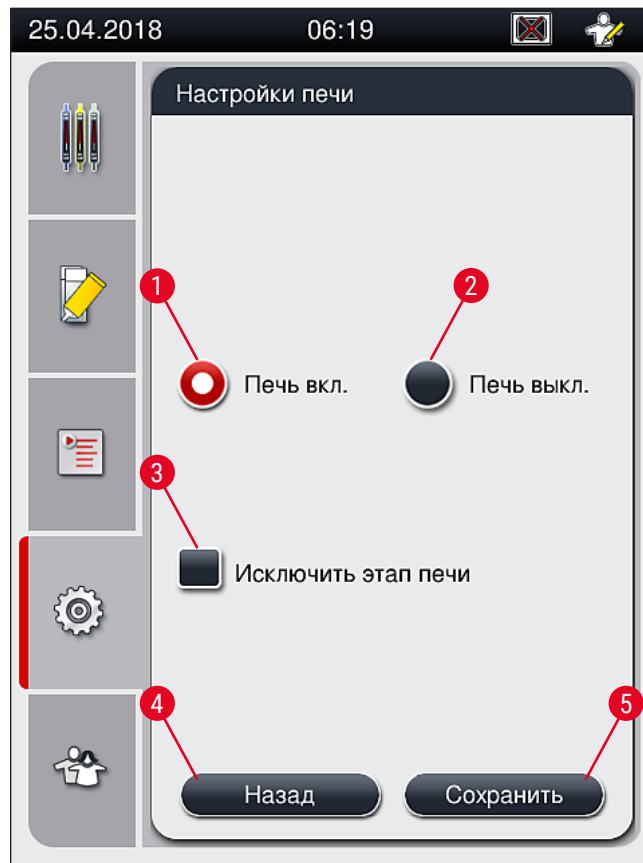 25.04.2018 06:19
Настройки печи
1 2
Печь вкл. Печь выкл.
3
Исключить этап печи
4 5
Назад Сохранить